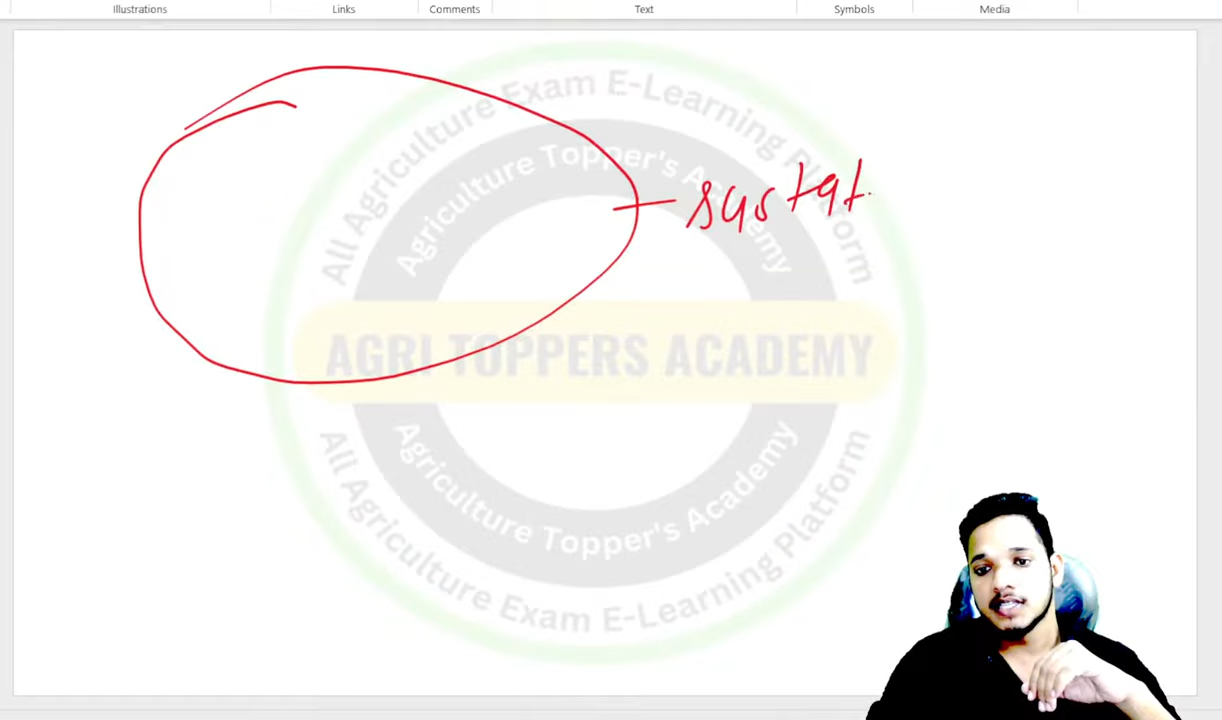 Illustrations Links Comments Text Symbols Media
All Agriculture Exam E-Learning Platform
Agriculture Topper's Academy
AGRI TOPPERS ACADEMY
Agriculture Topper's Academy
All Agriculture Exam E-Learning Platform